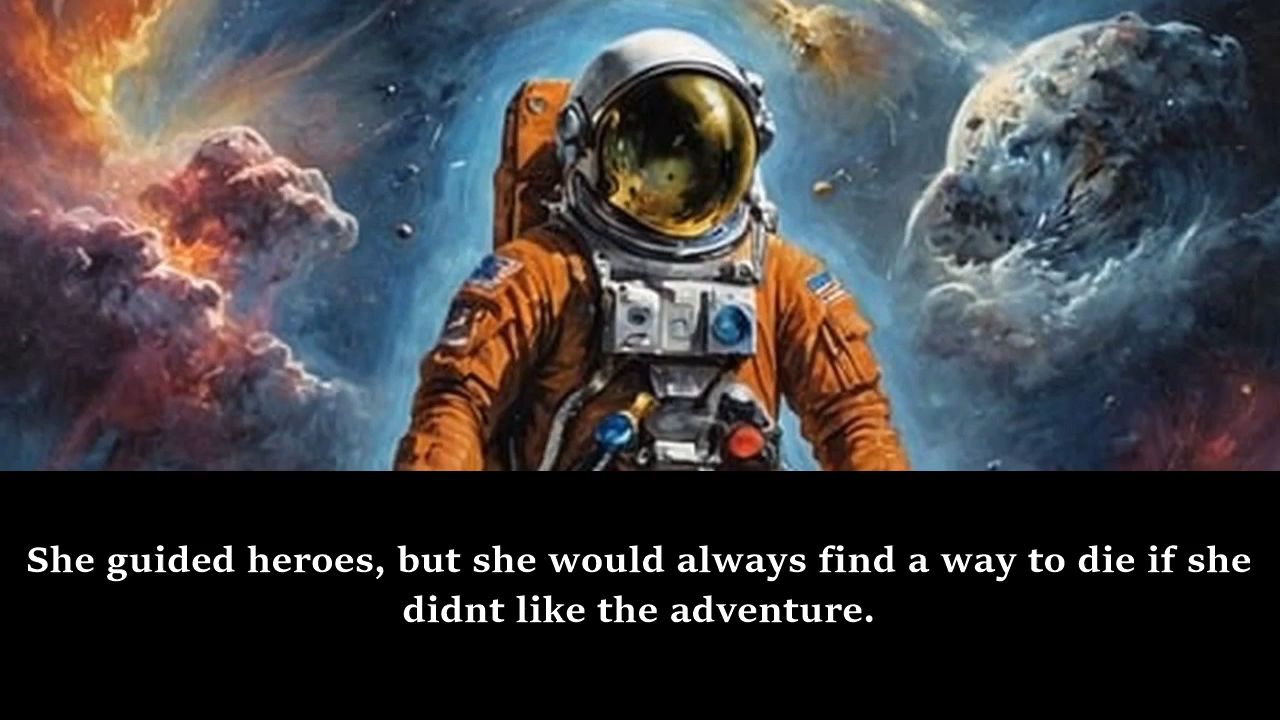 She guided heroes, but she would always find a way to die if she
didnt like the adventure.